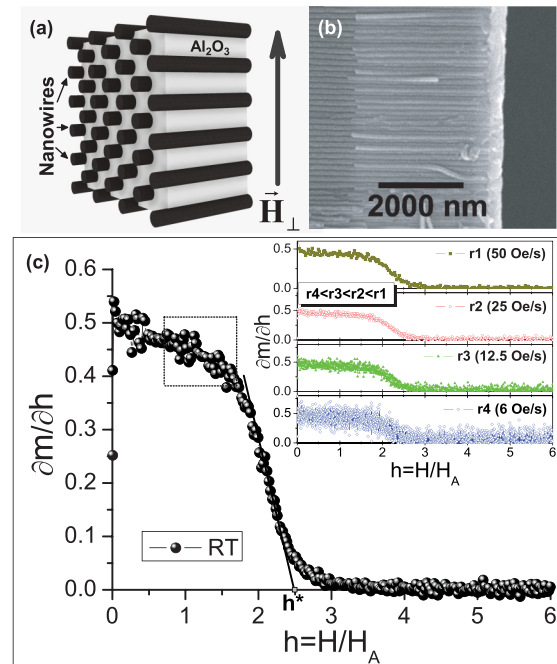 (a)
Al₂O₃
Nanowires
H⊥
(b)
2000 nm
(c)
0.6
0.5
0.4
0.3
0.2
0.1
0.0
∂m/∂h
0
1
2
3
4
5
6
h*
h=H/H_A
RT
r1 (50 Oe/s)
r4<r3<r2<r1
r2 (25 Oe/s)
r3 (12.5 Oe/s)
r4 (6 Oe/s)
0.5
0.0
0.5
0.0
0.5
0.0
0.5
0.0
∂m/∂h
0 1 2 3 4 5 6
h=H/H_A